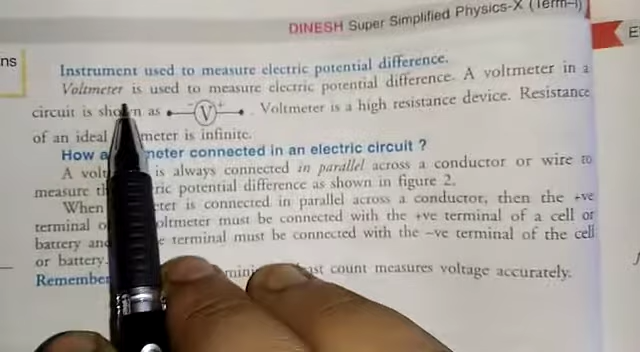 DINESH Super Simplified Physics-X (Term-I)
ns
E
Instrument used to measure electric potential difference.
Voltmeter is used to measure electric potential difference. A voltmeter in a
circuit is shown as - V + . Voltmeter is a high resistance device. Resistance
of an ideal meter is infinite.
How a meter connected in an electric circuit ?
A volt is always connected in parallel across a conductor or wire to
measure th ric potential difference as shown in figure 2.
When eter is connected in parallel across a conductor, then the +ve
terminal o oltmeter must be connected with the +ve terminal of a cell or
battery an e terminal must be connected with the -ve terminal of the cell
or battery.
Remember mini ast count measures voltage accurately.